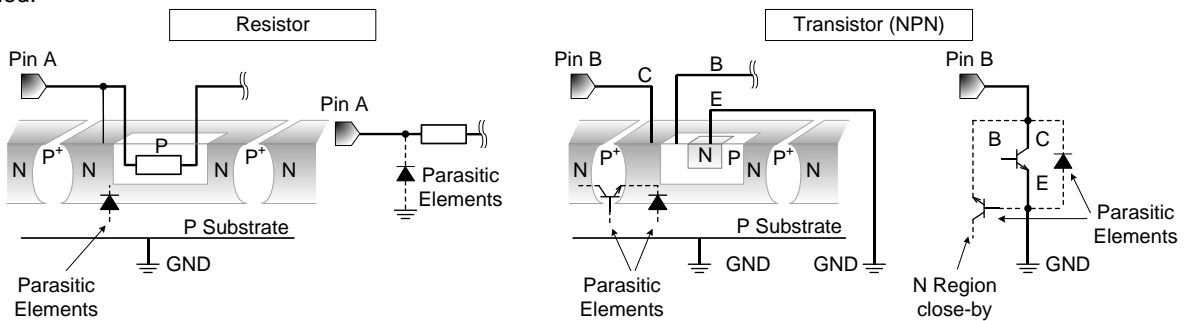 Resistor
Transistor (NPN)
Pin A
Pin A
N
P+
N
P
N
P+
N
Parasitic
Elements
P Substrate
GND
Parasitic
Elements
Pin B
C
B
E
N
P+
N
N
P
P+
N
P Substrate
GND
GND
Parasitic
Elements
Pin B
B
C
E
Parasitic
Elements
GND
N Region
close-by